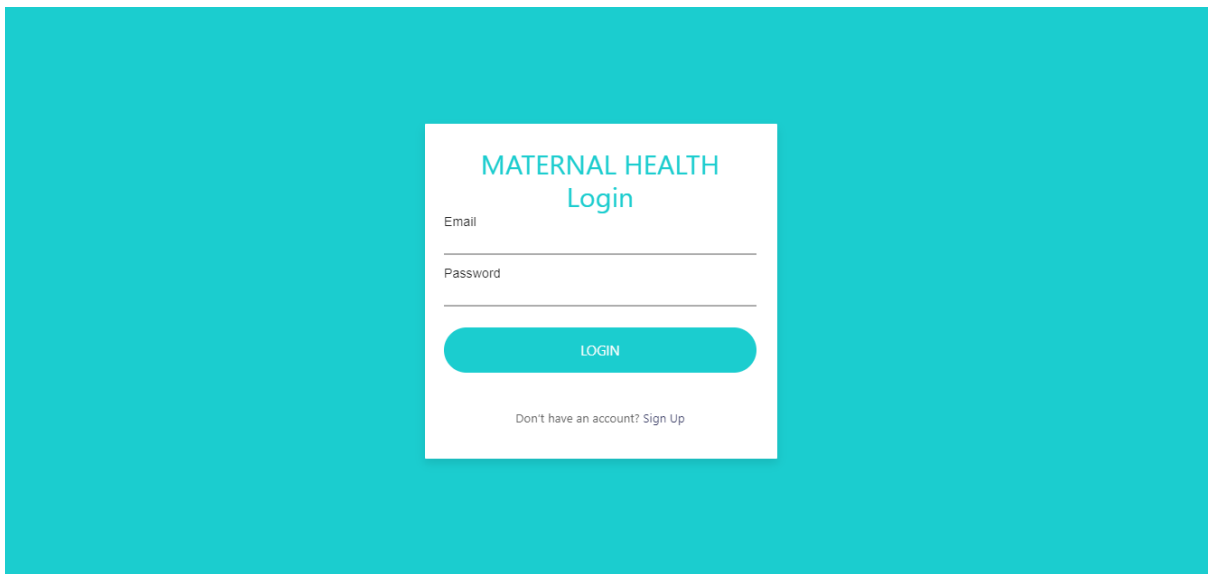 MATERNAL HEALTH
Login
Email
Password
LOGIN
Don't have an account? Sign Up